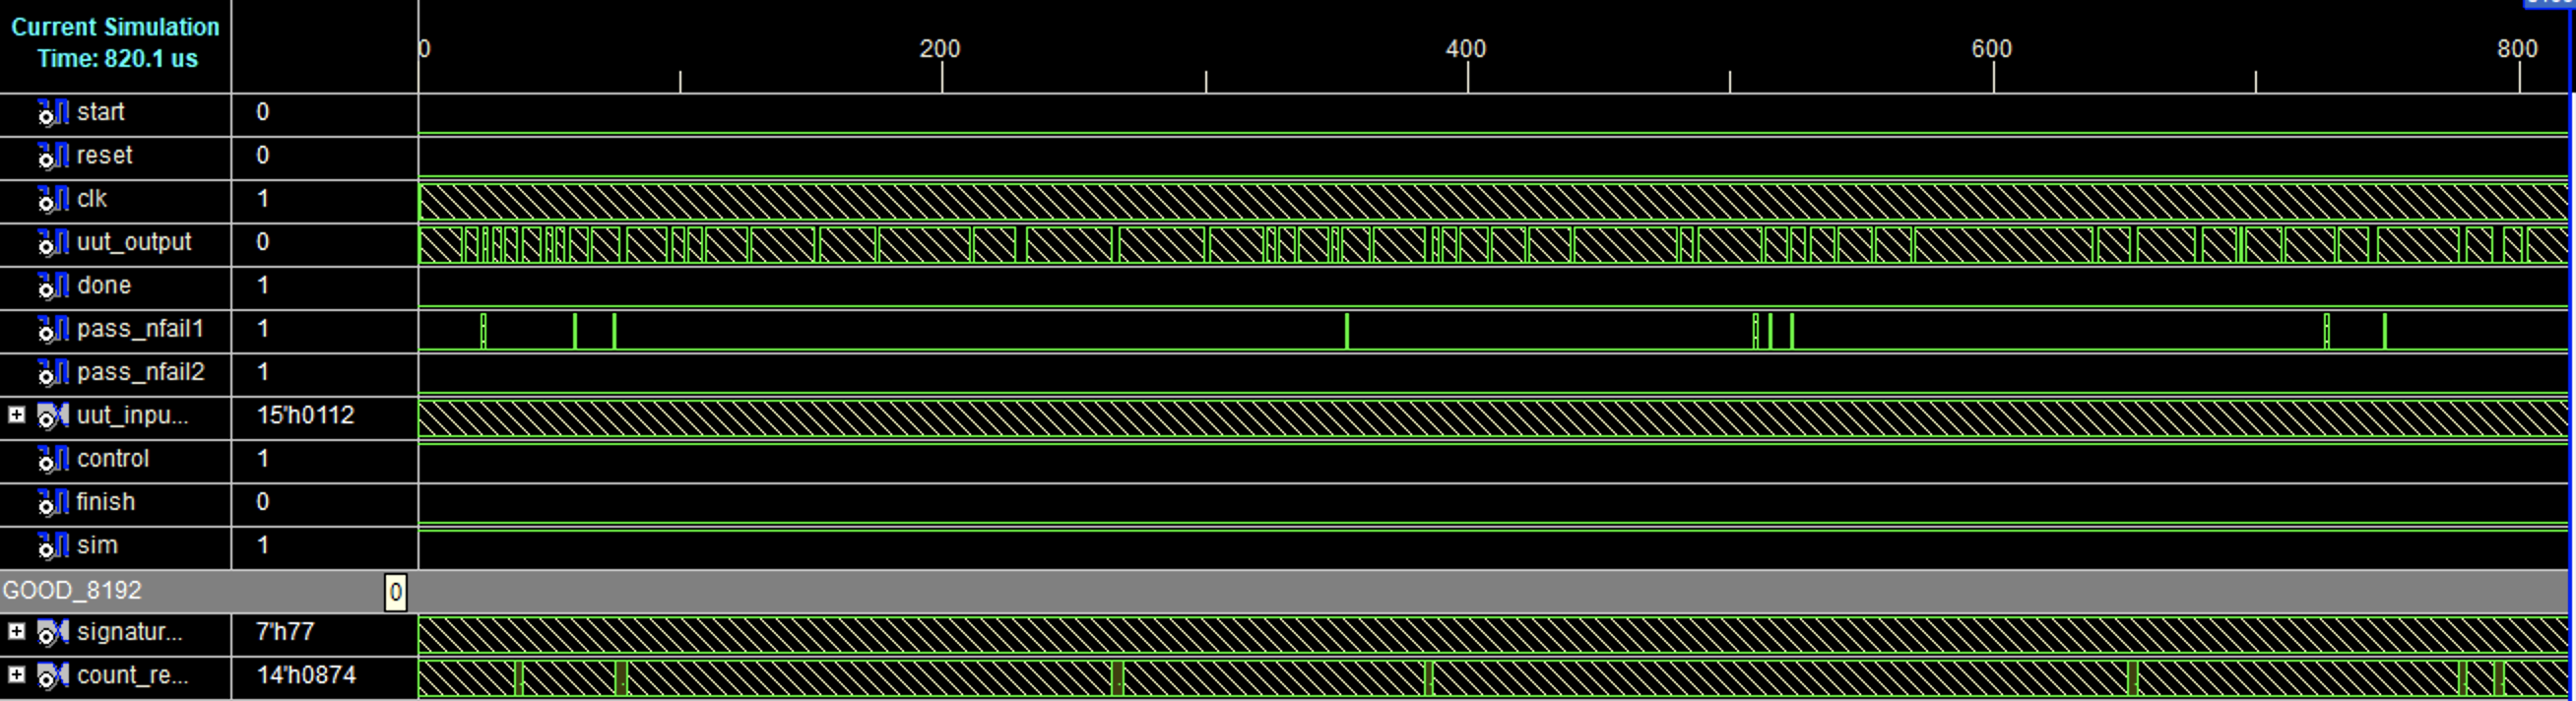 Current Simulation
Time: 820.1 us
0 200 400 600 800
start 0
reset 0
clk 1
uut_output 0
done 1
pass_nfail1 1
pass_nfail2 1
uut_inpu... 15'h0112
control 1
finish 0
sim 1
GOOD_8192 0
signatur... 7'h77
count_re... 14'h0874